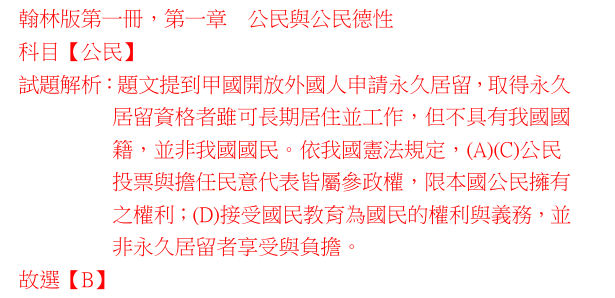 翰林版第一冊，第一章　公民與公民德性
科目【公民】
試題解析：題文提到甲國開放外國人申請永久居留，取得永久
居留資格者雖可長期居住並工作，但不具有我國國
籍，並非我國國民。依我國憲法規定，(A)(C)公民
投票與擔任民意代表皆屬參政權，限本國公民擁有
之權利；(D)接受國民教育為國民的權利與義務，並
非永久居留者享受與負擔。
故選【B】